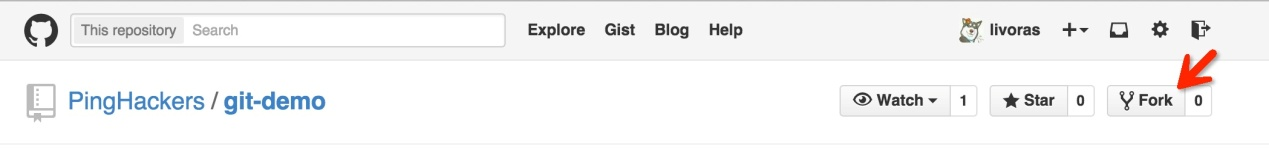 This repository Search Explore Gist Blog Help livoras
PingHackers / git-demo Watch 1 Star 0 Fork 0